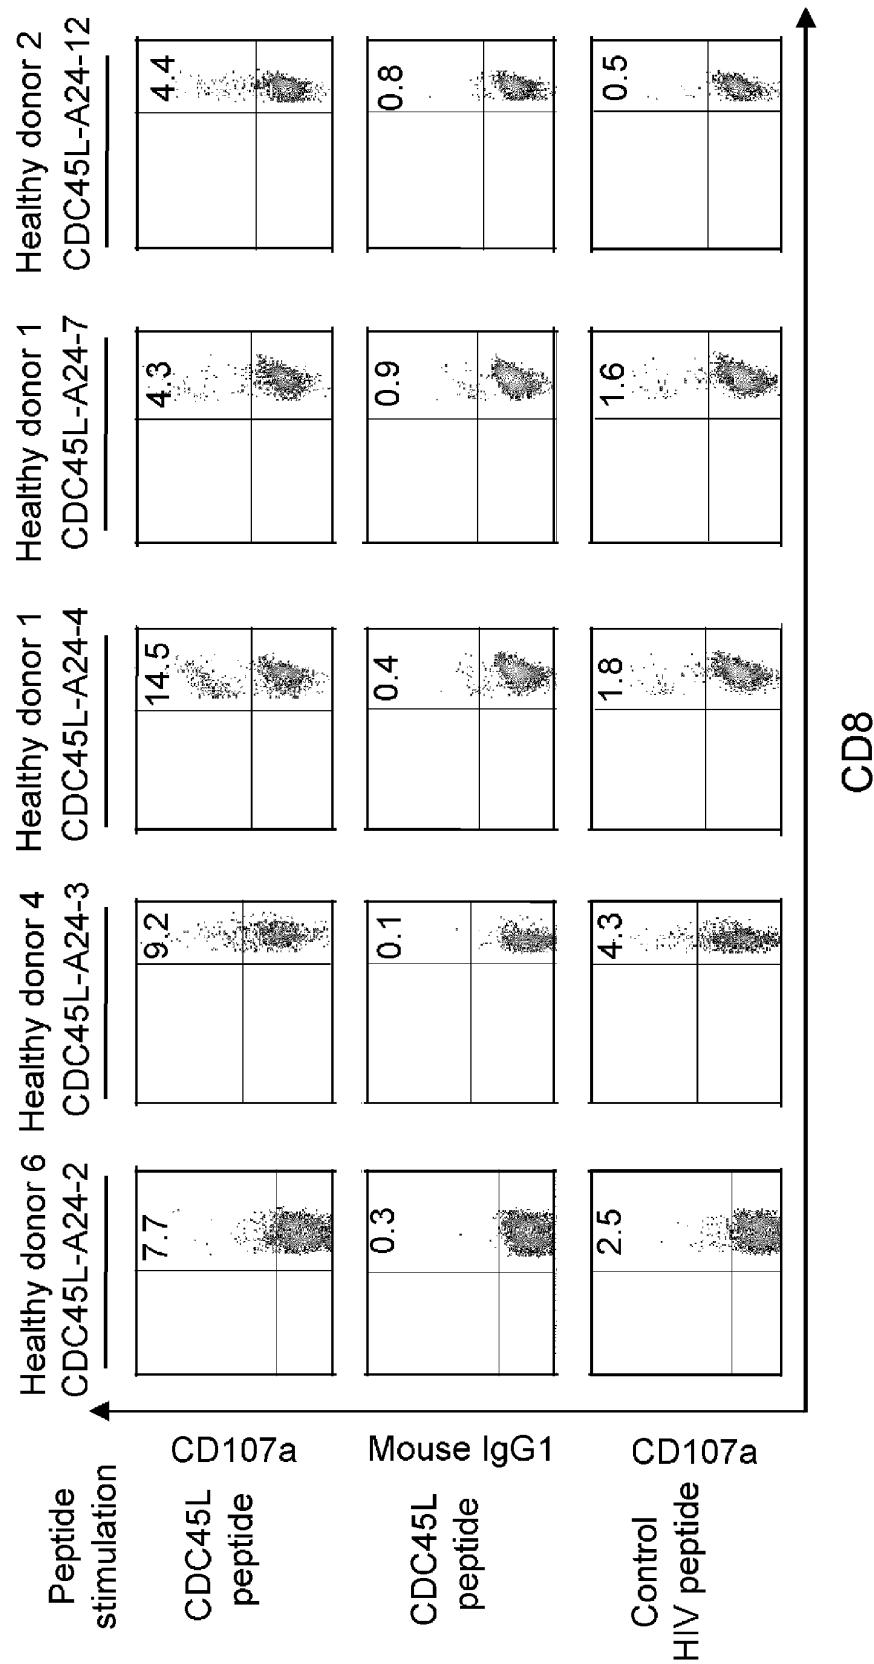 Peptide
stimulation
Healthy donor 6
CDC45L-A24-2
Healthy donor 4
CDC45L-A24-3
Healthy donor 1
CDC45L-A24-4
Healthy donor 1
CDC45L-A24-7
Healthy donor 2
CDC45L-A24-12
CDC45L
peptide
CD107a
7.7
9.2
14.5
4.3
4.4
CDC45L
peptide
Mouse IgG1
0.3
0.1
0.4
0.9
0.8
Control
HIV peptide
CD107a
2.5
4.3
1.8
1.6
0.5
CD8